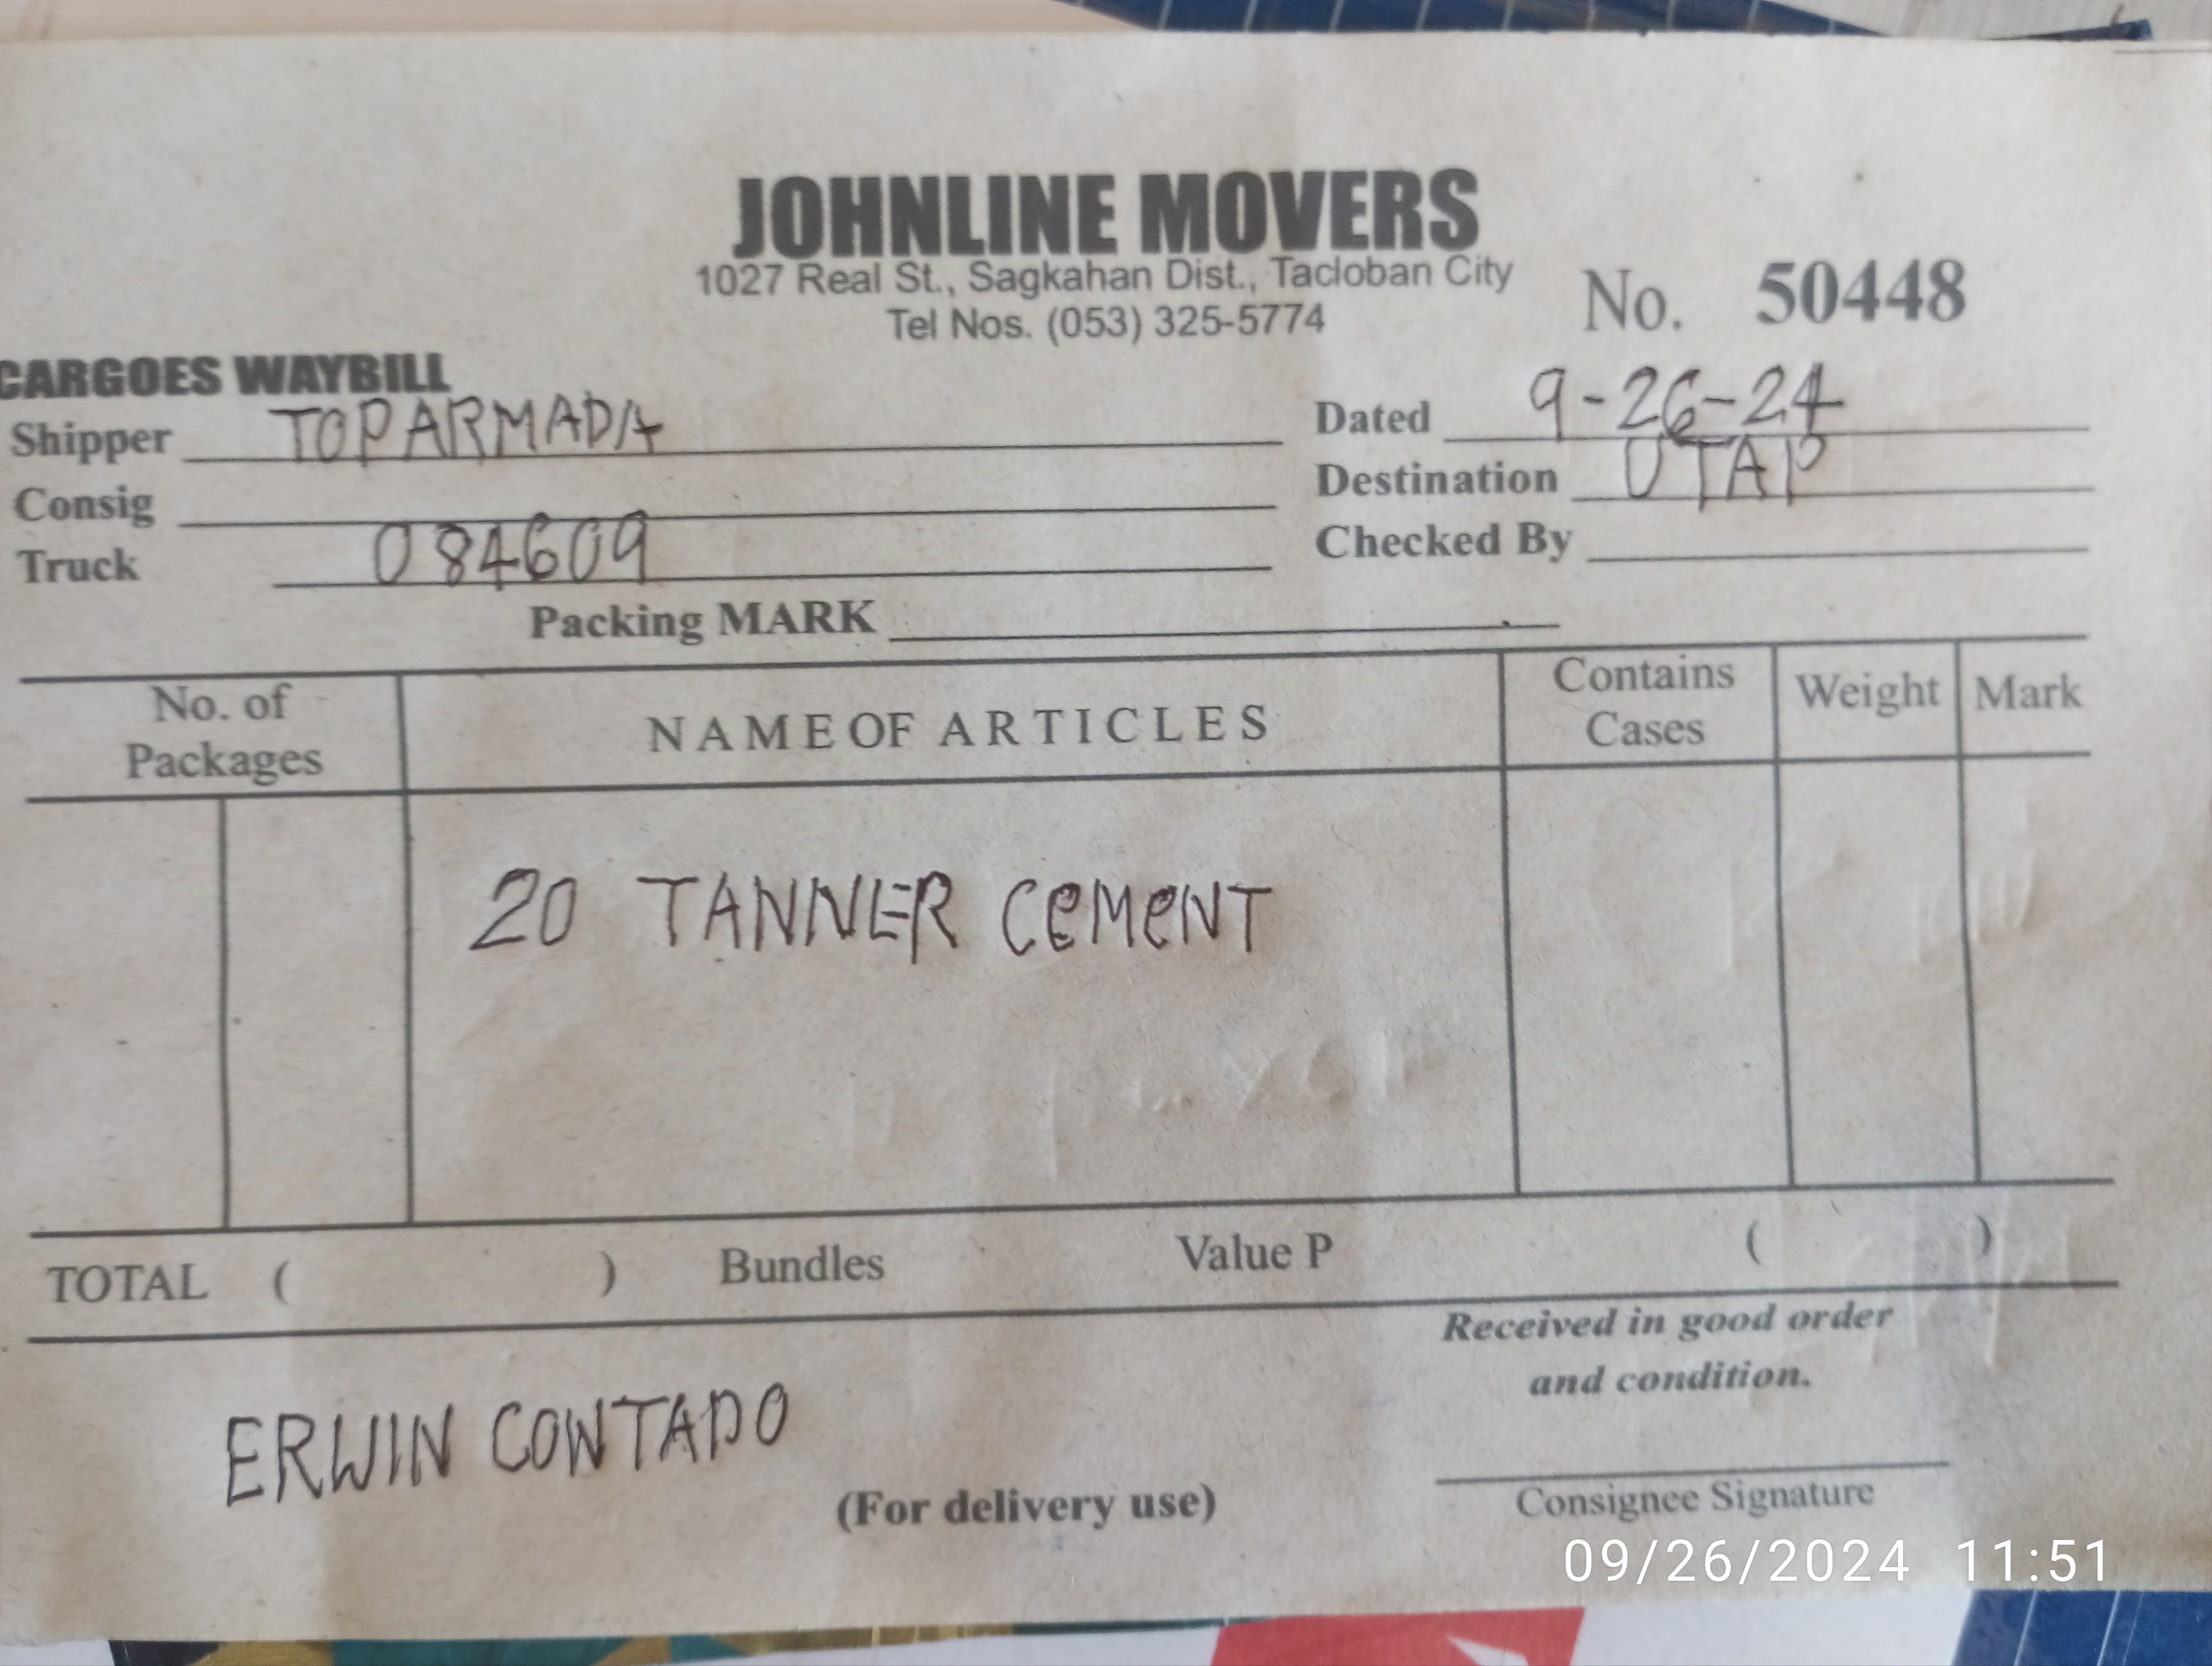 JOHNLINE MOVERS
1027 Real St., Sagkahan Dist., Tacloban City
Tel Nos. (053) 325-5774
No. 50448
CARGOES WAYBILL
Shipper TOPARMADA
Dated 9-26-24
Consig
Destination UTAP
Truck 084609
Checked By
Packing MARK
No. of Packages
NAME OF ARTICLES
Contains Cases
Weight
Mark
20 TANNER CEMENT
TOTAL ( ) Bundles Value P ( )
Received in good order
and condition.
ERWIN CONTADO
(For delivery use)
Consignee Signature
09/26/2024 11:51